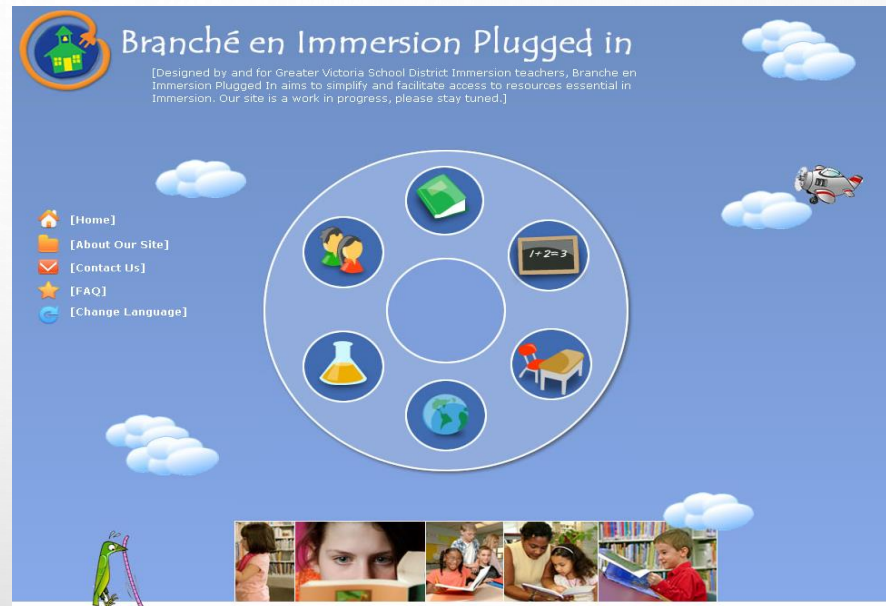 Branché en Immersion Plugged in
[Designed by and for Greater Victoria School District Immersion teachers, Branche en
Immersion Plugged In aims to simplify and facilitate access to resources essential in
Immersion. Our site is a work in progress, please stay tuned.]
[Home]
[About Our Site]
[Contact Us]
[FAQ]
[Change Language]
1+2=3